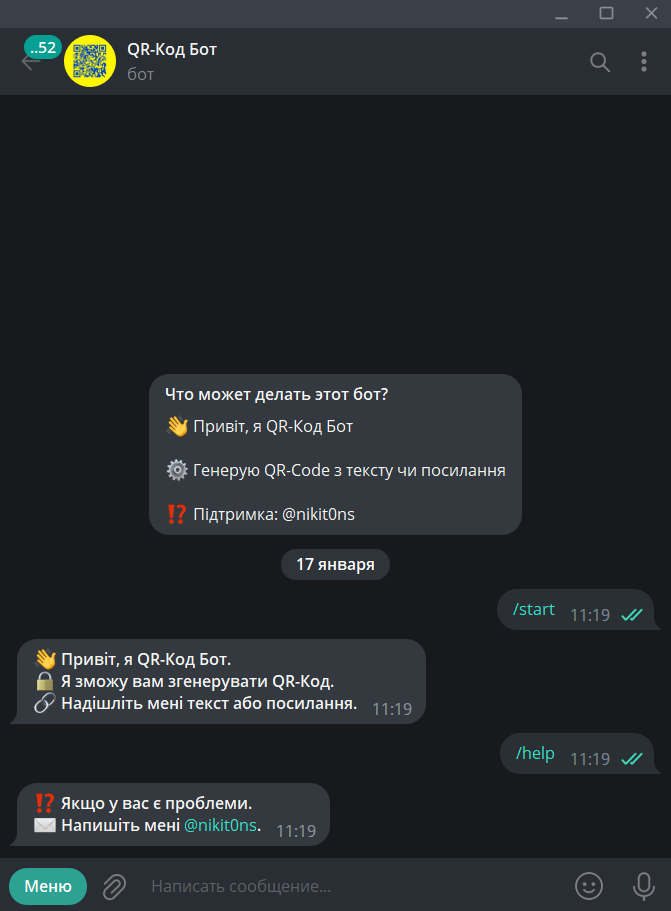 ..52
QR-Код Бот
бот
Что может делать этот бот?
👋 Привіт, я QR-Код Бот
⚙️ Генерую QR-Code з тексту чи посилання
⁉️ Підтримка: @nikit0ns
17 января
/start 11:19
👋 Привіт, я QR-Код Бот.
🔒 Я зможу вам згенерувати QR-Код.
🔗 Надішліть мені текст або посилання. 11:19
/help 11:19
⁉️ Якщо у вас є проблеми.
✉️ Напишіть мені @nikit0ns. 11:19
Меню
Написать сообщение...